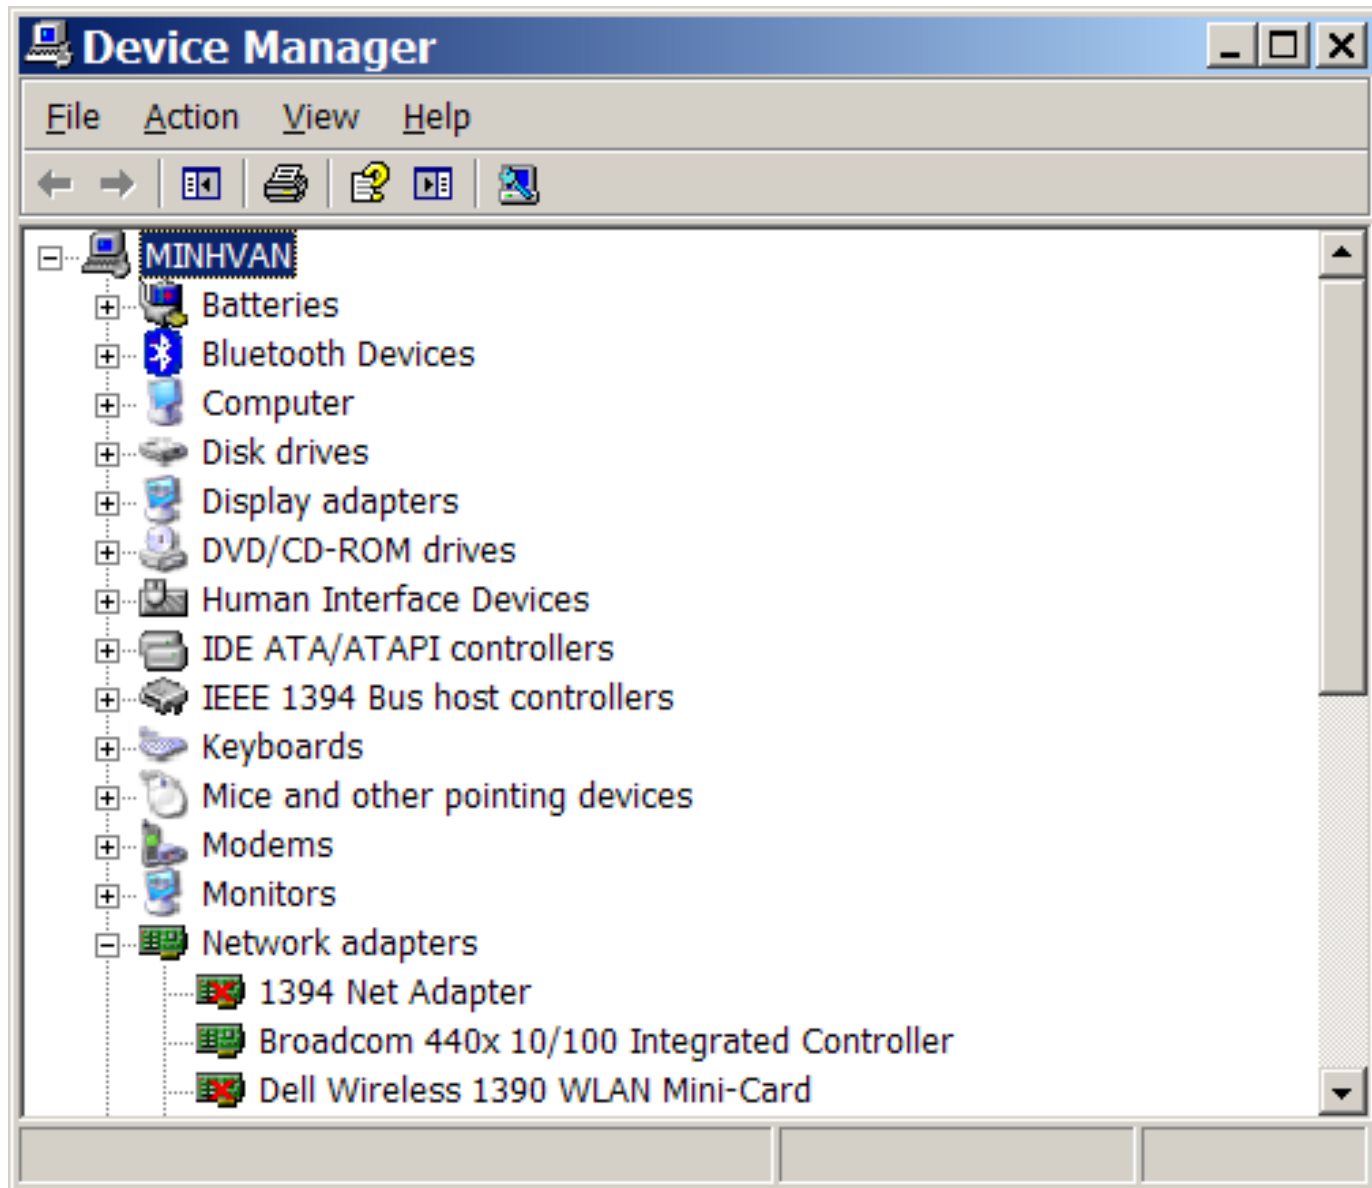 Device Manager
File Action View Help
MINHVAN
Batteries
Bluetooth Devices
Computer
Disk drives
Display adapters
DVD/CD-ROM drives
Human Interface Devices
IDE ATA/ATAPI controllers
IEEE 1394 Bus host controllers
Keyboards
Mice and other pointing devices
Modems
Monitors
Network adapters
1394 Net Adapter
Broadcom 440x 10/100 Integrated Controller
Dell Wireless 1390 WLAN Mini-Card